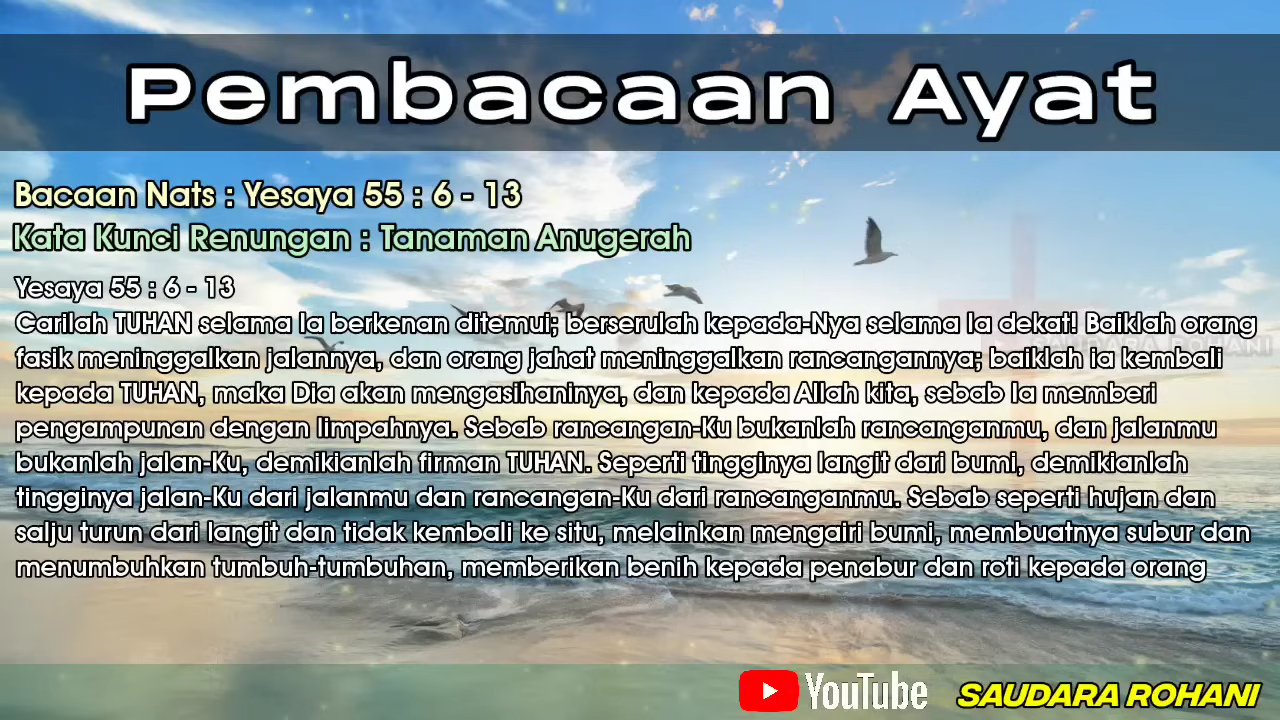 Pembacaan Ayat
Bacaan Nats : Yesaya 55 : 6 - 13
Kata Kunci Renungan : Tanaman Anugerah
Yesaya 55 : 6 - 13
Carilah TUHAN selama Ia berkenan ditemui; berserulah kepada-Nya selama Ia dekat! Baiklah orang
fasik meninggalkan jalannya, dan orang jahat meninggalkan rancangannya; baiklah ia kembali
kepada TUHAN, maka Dia akan mengasihaninya, dan kepada Allah kita, sebab Ia memberi
pengampunan dengan limpahnya. Sebab rancangan-Ku bukanlah rancanganmu, dan jalanmu
bukanlah jalan-Ku, demikianlah firman TUHAN. Seperti tingginya langit dari bumi, demikianlah
tingginya jalan-Ku dari jalanmu dan rancangan-Ku dari rancanganmu. Sebab seperti hujan dan
salju turun dari langit dan tidak kembali ke situ, melainkan mengairi bumi, membuatnya subur dan
menumbuhkan tumbuh-tumbuhan, memberikan benih kepada penabur dan roti kepada orang
SAUDARA ROHANI
YouTube SAUDARA ROHANI